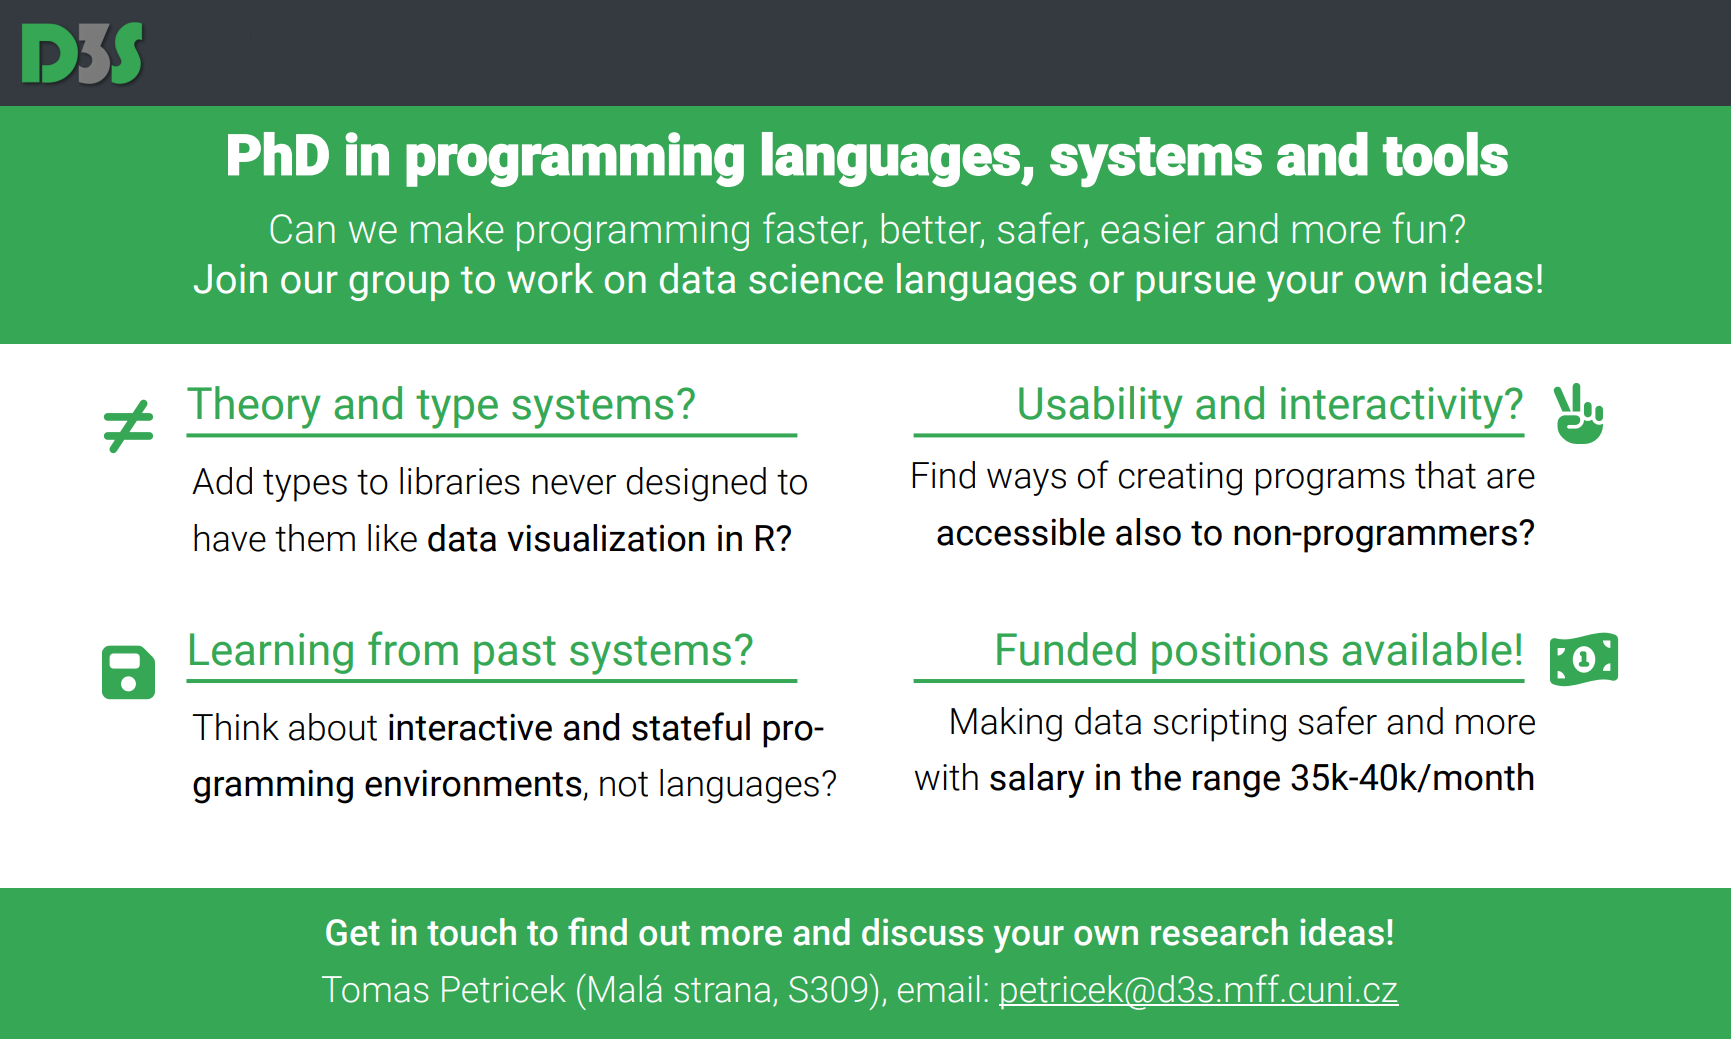 D3S
PhD in programming languages, systems and tools
Can we make programming faster, better, safer, easier and more fun?
Join our group to work on data science languages or pursue your own ideas!
Theory and type systems?
Add types to libraries never designed to
have them like data visualization in R?
Usability and interactivity?
Find ways of creating programs that are
accessible also to non-programmers?
Learning from past systems?
Think about interactive and stateful pro-
gramming environments, not languages?
Funded positions available!
1
Making data scripting safer and more
with salary in the range 35k-40k/month
Get in touch to find out more and discuss your own research ideas!
Tomas Petricek (Malá strana, S309), email: petricek@d3s.mff.cuni.cz